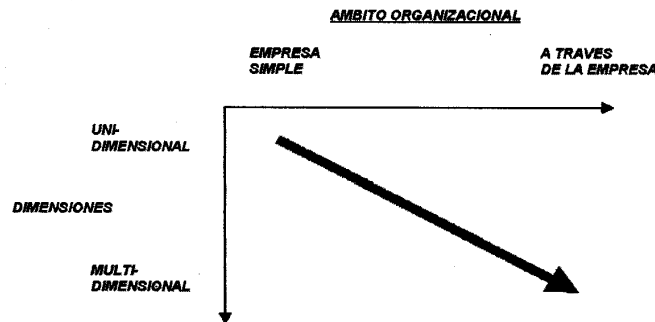 AMBITO ORGANIZACIONAL
EMPRESA
SIMPLE
A TRAVES
DE LA EMPRESA
UNI-
DIMENSIONAL
DIMENSIONES
MULTI-
DIMENSIONAL